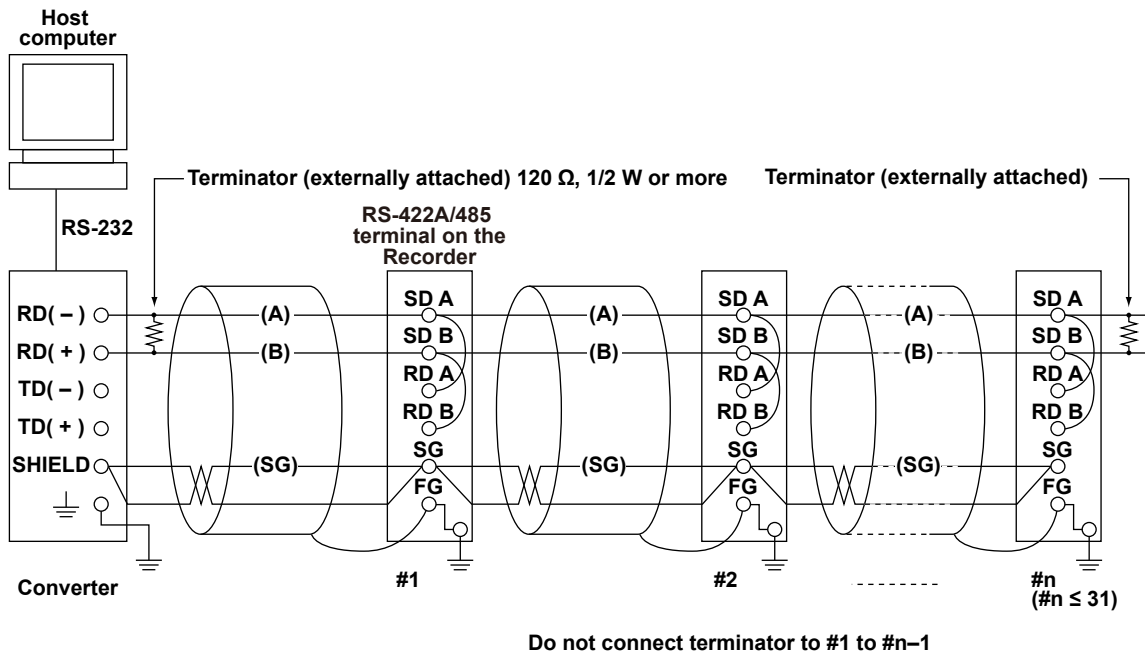 Host
computer
Terminator (externally attached) 120 Ω, 1/2 W or more
Terminator (externally attached)
RS-232
RS-422A/485
terminal on the
Recorder
RD( – )
RD( + )
TD( – )
TD( + )
SHIELD
(A)
(B)
(SG)
SD A
SD B
RD A
RD B
SG
FG
(A)
(B)
(SG)
SD A
SD B
RD A
RD B
SG
FG
(A)
(B)
(SG)
SD A
SD B
RD A
RD B
SG
FG
Converter
#1
#2
#n
(#n ≤ 31)
Do not connect terminator to #1 to #n–1